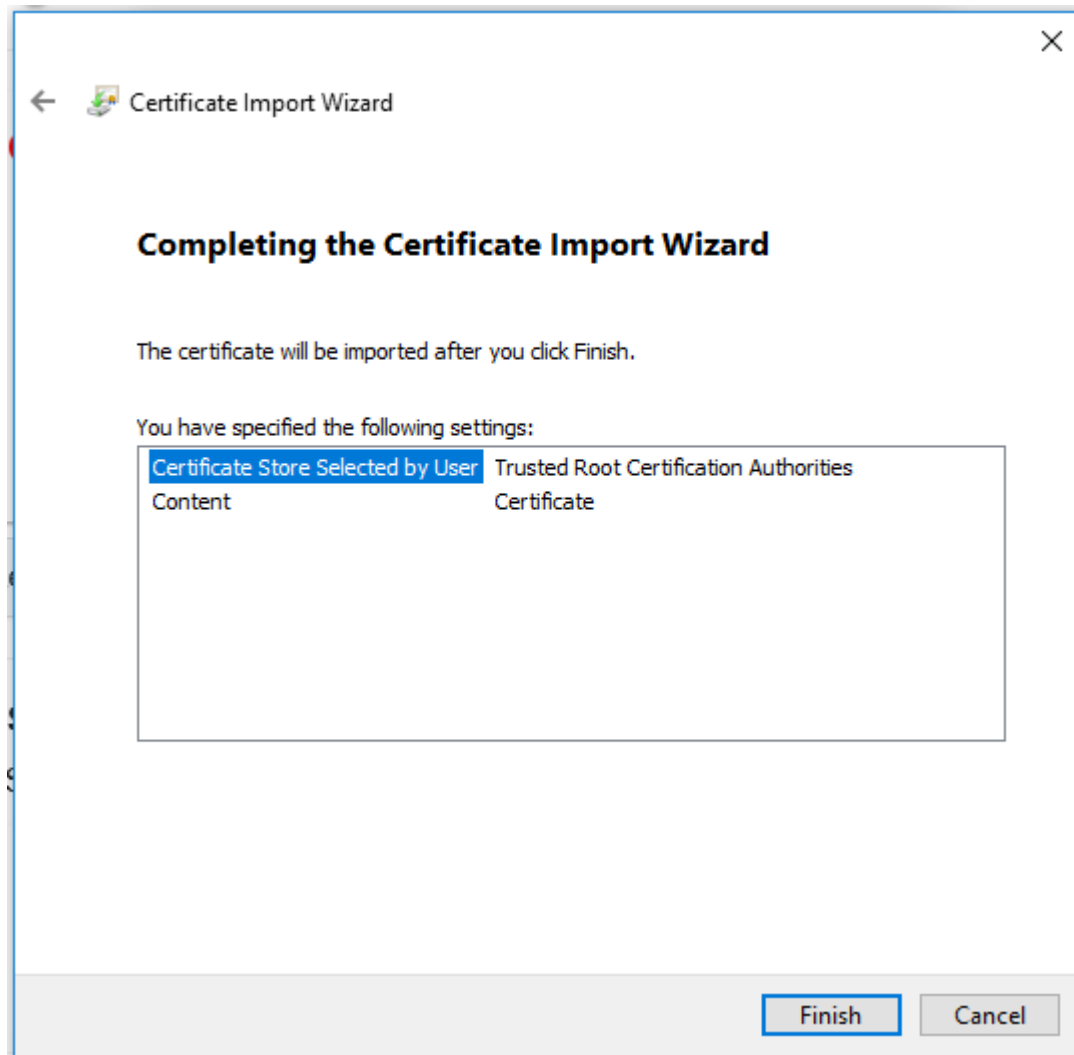 Certificate Import Wizard
Completing the Certificate Import Wizard
The certificate will be imported after you click Finish.
You have specified the following settings:
Certificate Store Selected by User Trusted Root Certification Authorities
Content Certificate
Finish Cancel